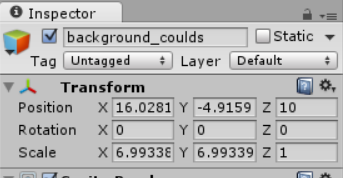 Inspector
background_coulds Static
Tag Untagged Layer Default
Transform
Position X 16.0281 Y -4.9159 Z 10
Rotation X 0 Y 0 Z 0
Scale X 6.99338 Y 6.99339 Z 1